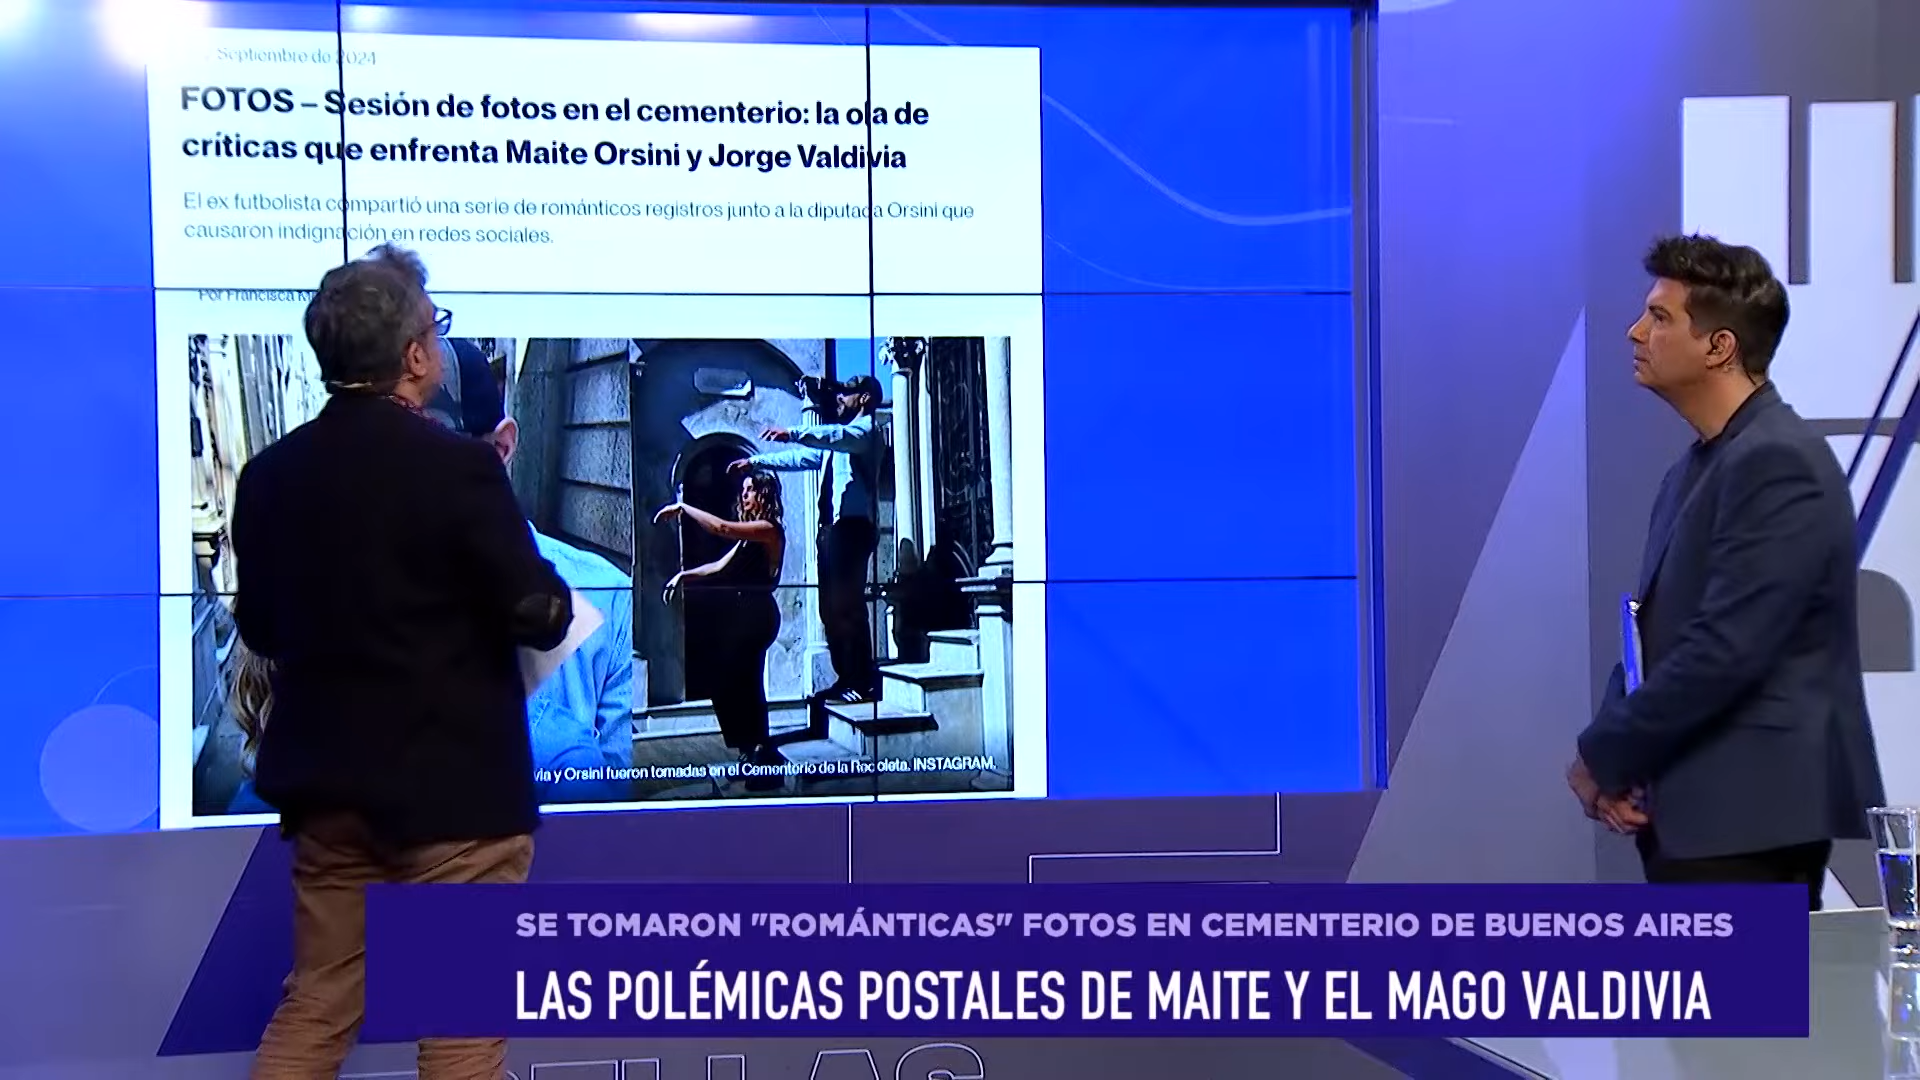 Septiembre de 2024
FOTOS – Sesión de fotos en el cementerio: la ola de
críticas que enfrenta Maite Orsini y Jorge Valdivia
El ex futbolista compartió una serie de románticos registros junto a la diputada Orsini que
causaron indignación en redes sociales.
Por Francisca
via y Orsini fueron tomadas en el Cementerio de la Recoleta. INSTAGRAM.
SE TOMARON "ROMÁNTICAS" FOTOS EN CEMENTERIO DE BUENOS AIRES
LAS POLÉMICAS POSTALES DE MAITE Y EL MAGO VALDIVIA